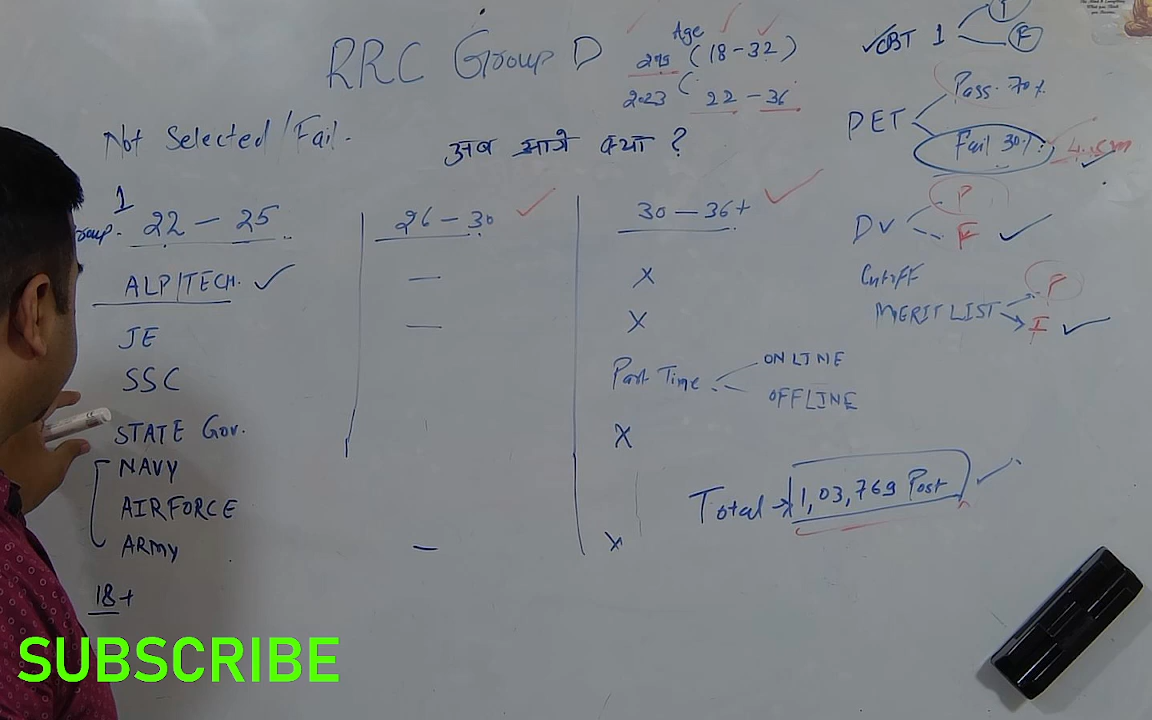 RRC Group D
Age
2019 (18-32)
2023 ( 22-36
Not Selected/Fail.
अब आगे क्या ?
CBT 1
F
PET
Pass. 70%.
Fail 30%.
DV
P
F
Cutoff
MERIT LIST
P
F
1
Group. 22 - 25
26 - 30
30 - 36+
ALP/TECH.
—
X
JE
—
X
SSC
Part Time
ONLINE
OFFLINE
STATE Gov.
X
NAVY
AIRFORCE
Total → 1,03,769 Post
ARMY
—
X
18+
SUBSCRIBE